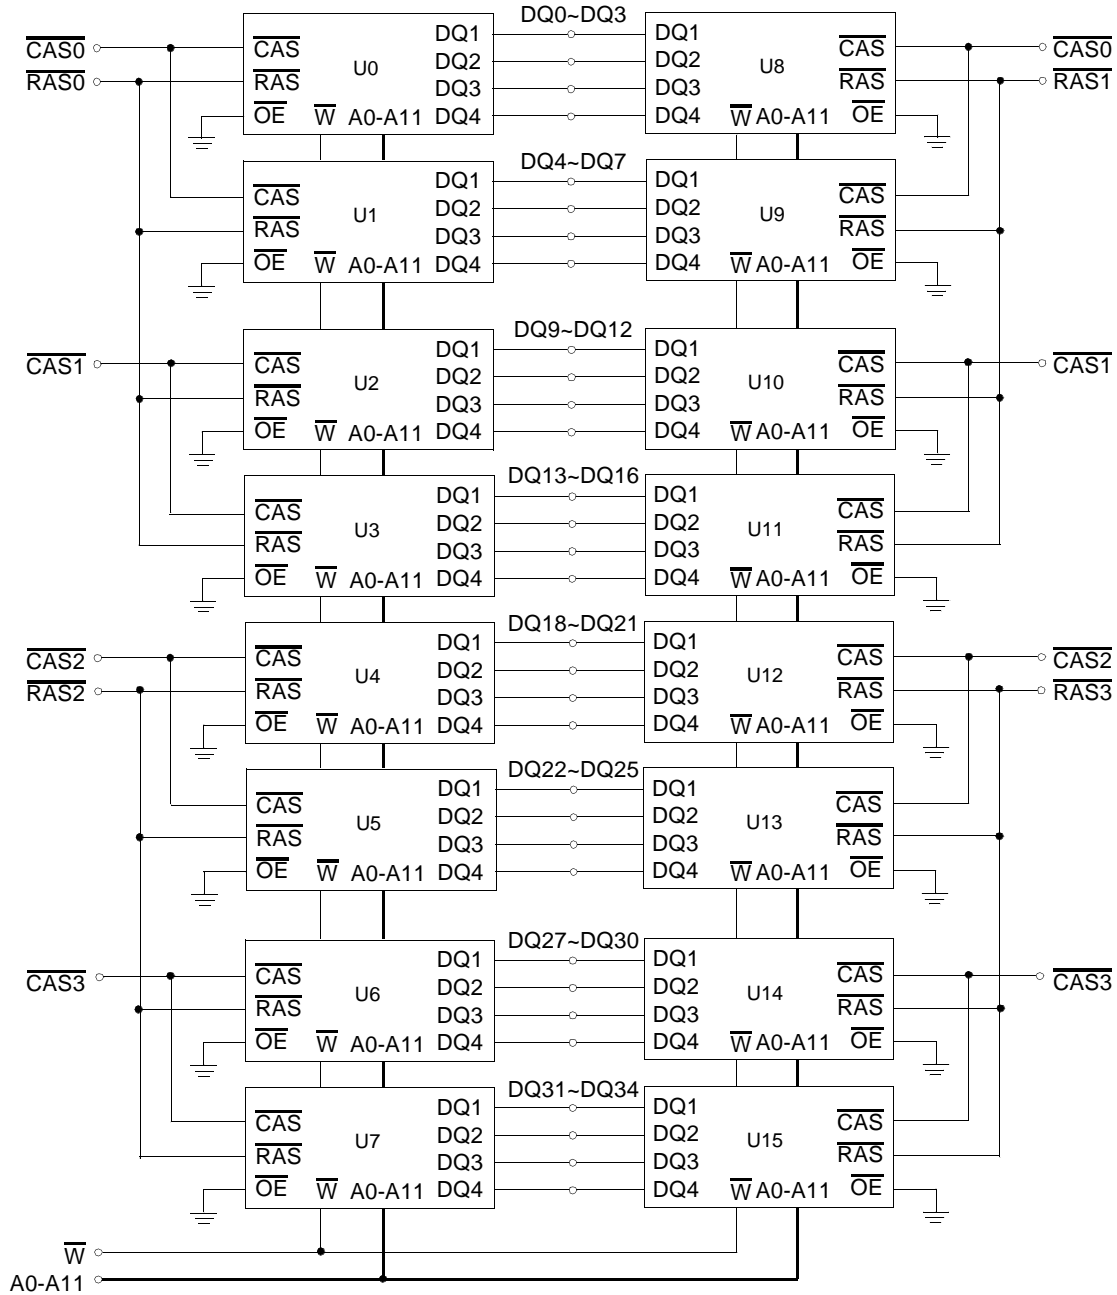 DQ0~DQ3
CAS0 CAS U0 DQ1 DQ1 U8 CAS CAS0
RAS0 RAS DQ2 DQ2 RAS RAS1
DQ3 DQ3
OE W A0-A11 DQ4 DQ4 W A0-A11 OE
DQ4~DQ7
CAS U1 DQ1 DQ1 U9 CAS
RAS DQ2 DQ2 RAS
DQ3 DQ3
OE W A0-A11 DQ4 DQ4 W A0-A11 OE
DQ9~DQ12
CAS1 CAS U2 DQ1 DQ1 U10 CAS CAS1
RAS DQ2 DQ2 RAS
DQ3 DQ3
OE W A0-A11 DQ4 DQ4 W A0-A11 OE
DQ13~DQ16
CAS U3 DQ1 DQ1 U11 CAS
RAS DQ2 DQ2 RAS
DQ3 DQ3
OE W A0-A11 DQ4 DQ4 W A0-A11 OE
DQ18~DQ21
CAS2 CAS U4 DQ1 DQ1 U12 CAS CAS2
RAS2 RAS DQ2 DQ2 RAS RAS3
DQ3 DQ3
OE W A0-A11 DQ4 DQ4 W A0-A11 OE
DQ22~DQ25
CAS U5 DQ1 DQ1 U13 CAS
RAS DQ2 DQ2 RAS
DQ3 DQ3
OE W A0-A11 DQ4 DQ4 W A0-A11 OE
DQ27~DQ30
CAS3 CAS U6 DQ1 DQ1 U14 CAS CAS3
RAS DQ2 DQ2 RAS
DQ3 DQ3
OE W A0-A11 DQ4 DQ4 W A0-A11 OE
DQ31~DQ34
CAS U7 DQ1 DQ1 U15 CAS
RAS DQ2 DQ2 RAS
DQ3 DQ3
OE W A0-A11 DQ4 DQ4 W A0-A11 OE
W
A0-A11